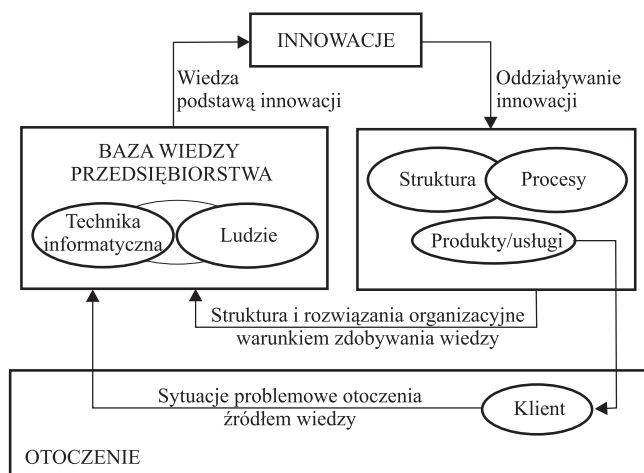 INNOWACJE
Wiedza
podstawą innowacji
Oddziaływanie
innowacji
BAZA WIEDZY
PRZEDSIĘBIORSTWA
Technika
informatyczna
Ludzie
Struktura
Procesy
Produkty/usługi
Struktura i rozwiązania organizacyjne
warunkiem zdobywania wiedzy
Sytuacje problemowe otoczenia
źródłem wiedzy
Klient
OTOCZENIE